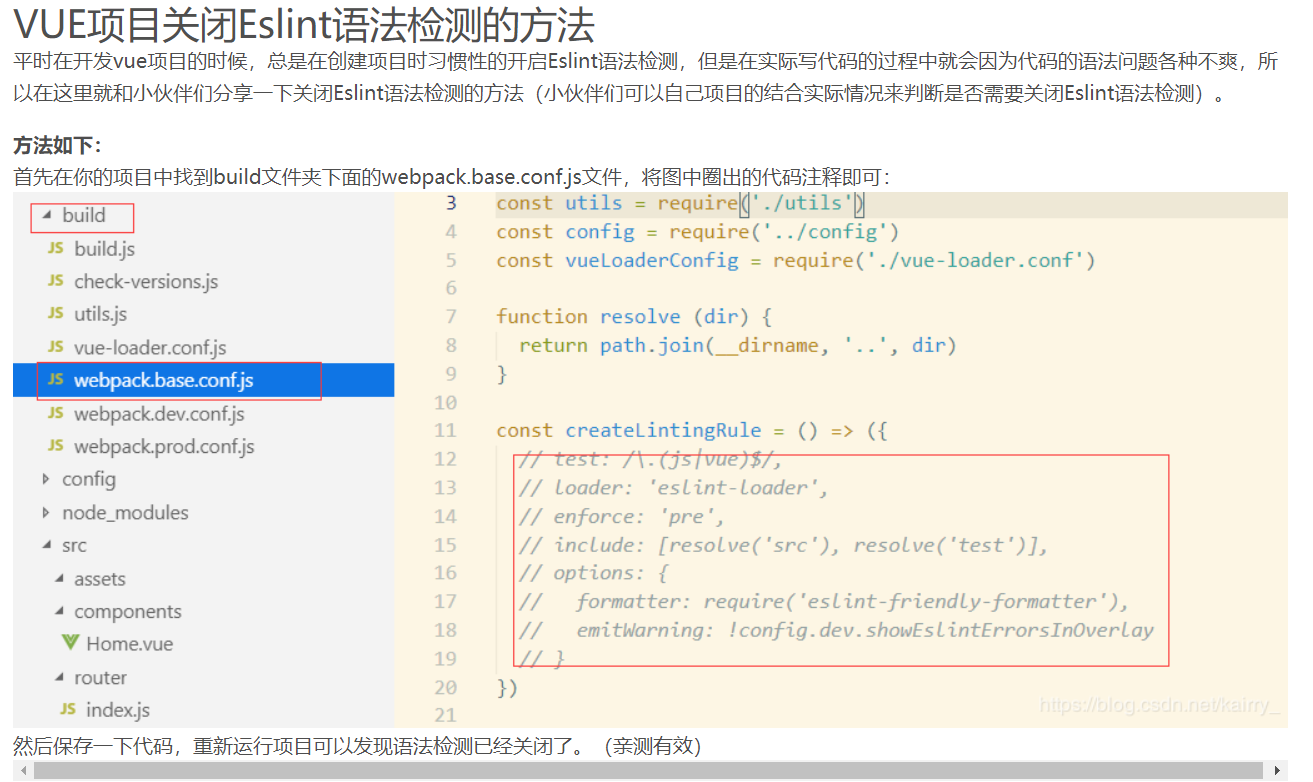 VUE项目关闭Eslint语法检测的方法
平时在开发vue项目的时候，总是在创建项目时习惯性的开启Eslint语法检测，但是在实际写代码的过程中就会因为代码的语法问题各种不爽，所
以在这里就和小伙伴们分享一下关闭Eslint语法检测的方法（小伙伴们可以自己项目的结合实际情况来判断是否需要关闭Eslint语法检测）。
方法如下：
首先在你的项目中找到build文件夹下面的webpack.base.conf.js文件，将图中圈出的代码注释即可：
build
JS build.js
JS check-versions.js
JS utils.js
JS vue-loader.conf.js
JS webpack.base.conf.js
JS webpack.dev.conf.js
JS webpack.prod.conf.js
config
node_modules
src
assets
components
Home.vue
router
JS index.js
3 const utils = require('./utils')
4 const config = require('../config')
5 const vueLoaderConfig = require('./vue-loader.conf')
6
7 function resolve (dir) {
8 return path.join(__dirname, '..', dir)
9 }
10
11 const createLintingRule = () => ({
12 // test: /\.(js|vue)$/,
13 // loader: 'eslint-loader',
14 // enforce: 'pre',
15 // include: [resolve('src'), resolve('test')],
16 // options: {
17 // formatter: require('eslint-friendly-formatter'),
18 // emitWarning: !config.dev.showEslintErrorsInOverlay
19 // }
20 })
21
https://blog.csdn.net/kairry_
然后保存一下代码，重新运行项目可以发现语法检测已经关闭了。（亲测有效）